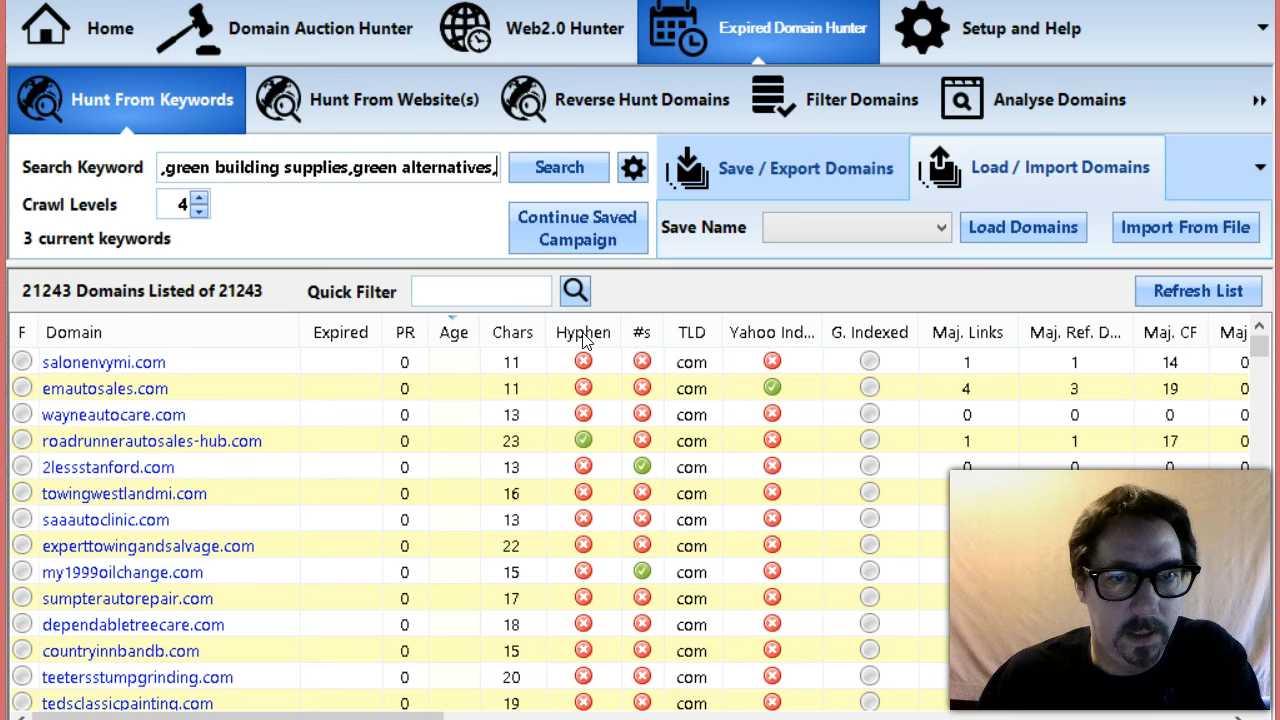 Home Domain Auction Hunter Web2.0 Hunter Expired Domain Hunter Setup and Help
Hunt From Keywords Hunt From Website(s) Reverse Hunt Domains Filter Domains Analyse Domains
Search Keyword ,green building supplies,green alternatives, Search Save / Export Domains Load / Import Domains
Crawl Levels 4
3 current keywords Continue Saved Campaign Save Name Load Domains Import From File
21243 Domains Listed of 21243 Quick Filter Refresh List
F Domain Expired PR Age Chars Hyphen #s TLD Yahoo Ind... G. Indexed Maj. Links Maj. Ref. D... Maj. CF Maj
salonenvymi.com 0 11 com 1 1 14 0
emautosales.com 0 11 com 4 3 19 0
wayneautocare.com 0 13 com 0 0 0 0
roadrunnerautosales-hub.com 0 23 com 1 1 17 0
2lessstanford.com 0 13 com 0 0 0 0
towingwestlandmi.com 0 16 com
saaautoclinic.com 0 13 com
experttowingandsalvage.com 0 22 com
my1999oilchange.com 0 15 com
sumpterautorepair.com 0 17 com
dependabletreecare.com 0 18 com
countryinnbandb.com 0 15 com
teetersstumpgrinding.com 0 20 com
tedsclassicpainting.com 0 19 com